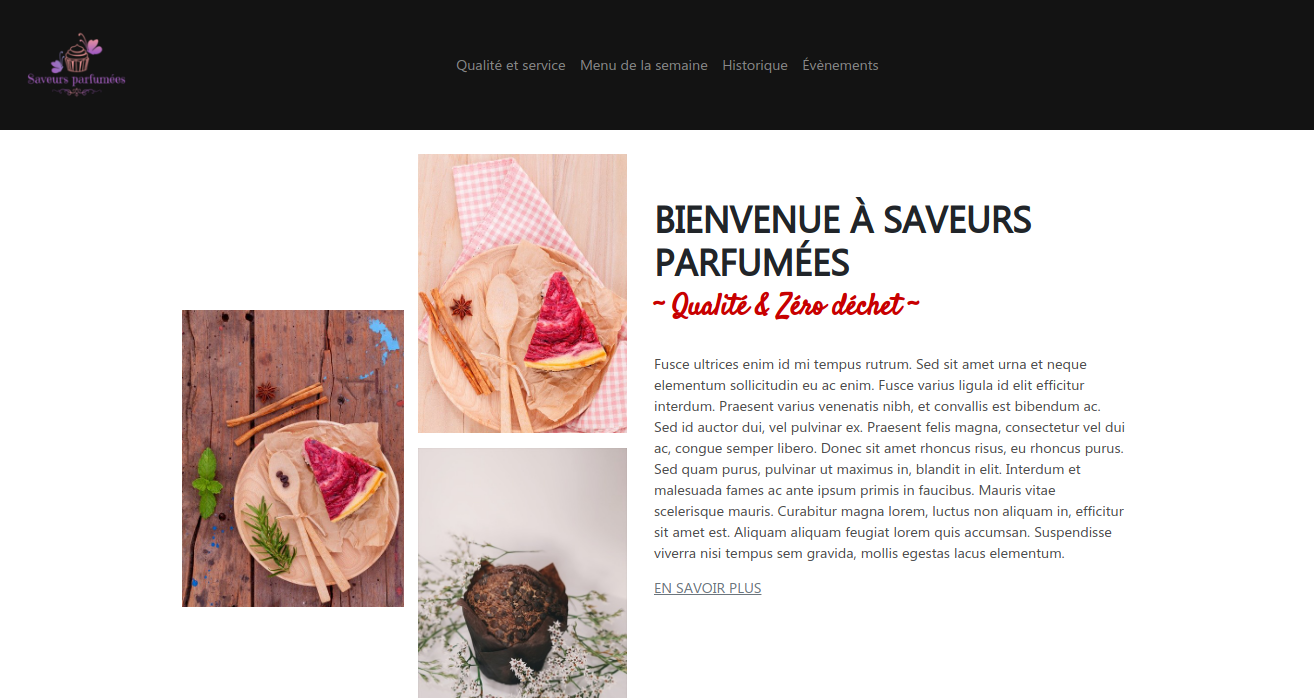 Saveurs parfumées
Qualité et service Menu de la semaine Historique Évènements
BIENVENUE À SAVEURS
PARFUMÉES
~ Qualité & Zéro déchet ~
Fusce ultrices enim id mi tempus rutrum. Sed sit amet urna et neque
elementum sollicitudin eu ac enim. Fusce varius ligula id elit efficitur
interdum. Praesent varius venenatis nibh, et convallis est bibendum ac.
Sed id auctor dui, vel pulvinar ex. Praesent felis magna, consectetur vel dui
ac, congue semper libero. Donec sit amet rhoncus risus, eu rhoncus purus.
Sed quam purus, pulvinar ut maximus in, blandit in elit. Interdum et
malesuada fames ac ante ipsum primis in faucibus. Mauris vitae
scelerisque mauris. Curabitur magna lorem, luctus non aliquam in, efficitur
sit amet est. Aliquam aliquam feugiat lorem quis accumsan. Suspendisse
viverra nisi tempus sem gravida, mollis egestas lacus elementum.
EN SAVOIR PLUS